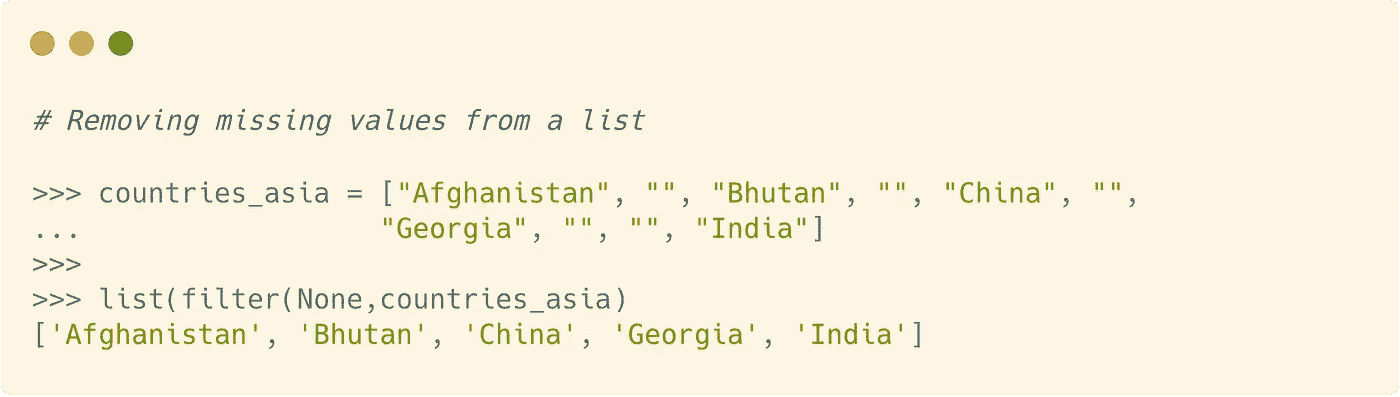 # Removing missing values from a list
>>> countries_asia = ["Afghanistan", "", "Bhutan", "", "China", "",
...                  "Georgia", "", "", "India"]
>>>
>>> list(filter(None,countries_asia)
['Afghanistan', 'Bhutan', 'China', 'Georgia', 'India']